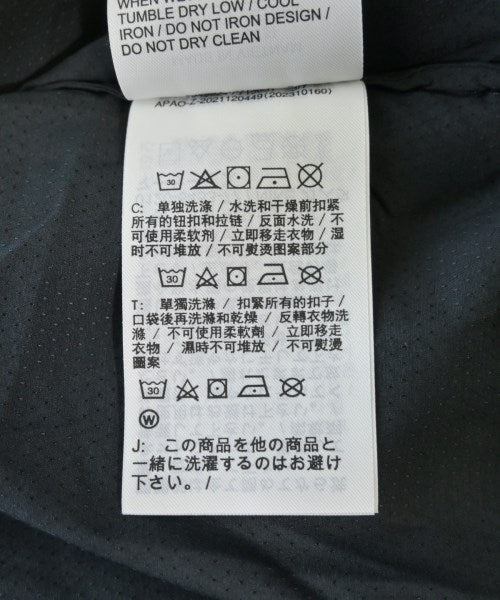 TUMBLE DRY LOW / COOL
IRON / DO NOT IRON DESIGN /
DO NOT DRY CLEAN
APAO-Z-2021120449(202310160)
30
C: 单独洗涤 / 水洗和干燥前扣紧
所有的钮扣和拉链 / 反面水洗 / 不
可使用柔软剂 / 立即移走衣物 / 湿
时不可堆放 / 不可熨烫图案部分
30
T: 單獨洗滌 / 扣緊所有的扣子 /
口袋後再洗滌和乾燥 / 反轉衣物洗
滌 / 不可使用柔軟劑 / 立即移走
衣物 / 濕時不可堆放 / 不可熨燙
圖案
30
W
J: この商品を他の商品と
一緒に洗濯するのはお避け
下さい。/